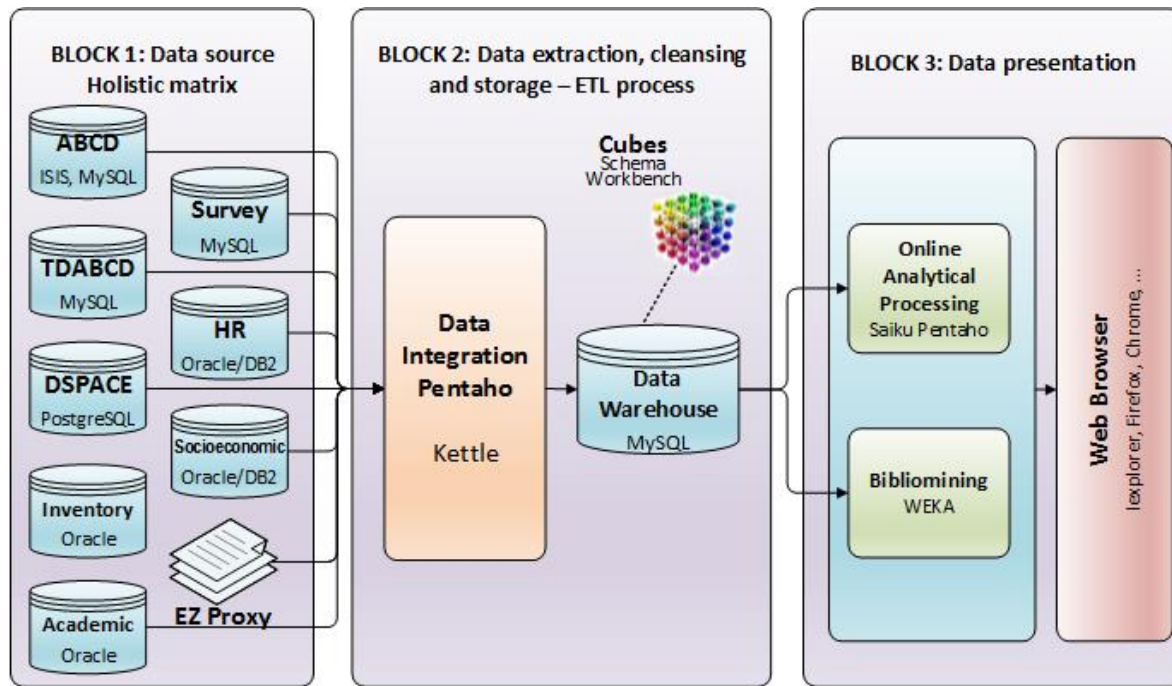 BLOCK 1: Data source
Holistic matrix
ABCD
ISIS, MySQL
Survey
MySQL
TDABCD
MySQL
HR
Oracle/DB2
DSPACE
PostgreSQL
Socioeconomic
Oracle/DB2
Inventory
Oracle
EZ Proxy
Academic
Oracle
BLOCK 2: Data extraction, cleansing
and storage – ETL process
Cubes
Schema
Workbench
Data
Integration
Pentaho
Kettle
Data
Warehouse
MySQL
BLOCK 3: Data presentation
Online
Analytical
Processing
Saiku Pentaho
Bibliomining
WEKA
Web Browser
Iexplorer, Firefox, Chrome, ...